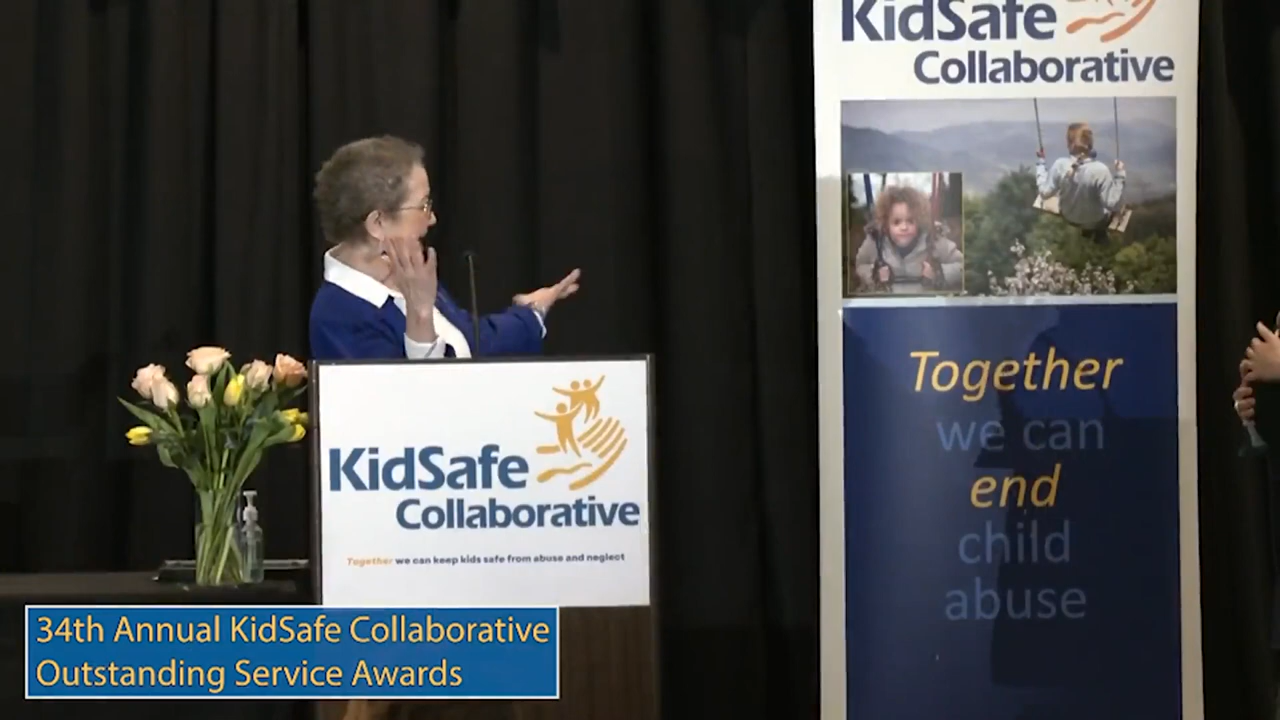 KidSafe
Collaborative
Together
we can
end
child
abuse
KidSafe
Collaborative
Together we can keep kids safe from abuse and neglect
34th Annual KidSafe Collaborative
Outstanding Service Awards